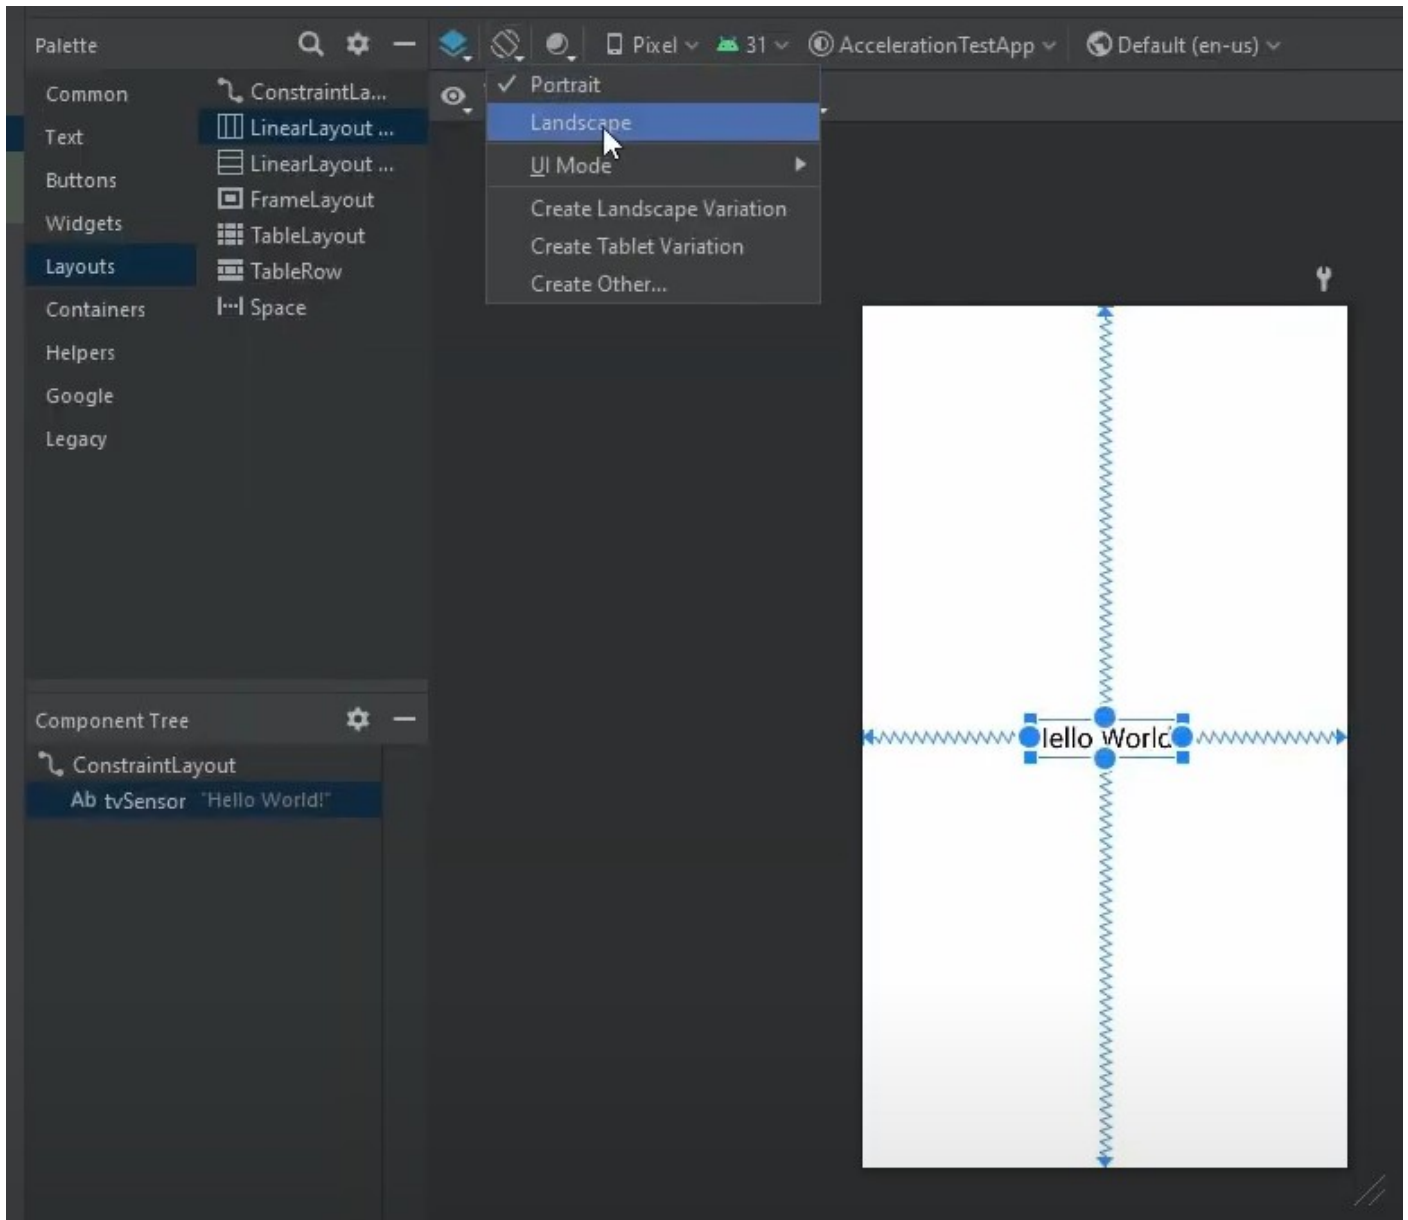 Palette
Pixel
31
AccelerationTestApp
Default (en-us)
Common
Text
Buttons
Widgets
Layouts
Containers
Helpers
Google
Legacy
ConstraintLa...
LinearLayout ...
LinearLayout ...
FrameLayout
TableLayout
TableRow
Space
Portrait
Landscape
UI Mode
Create Landscape Variation
Create Tablet Variation
Create Other...
Hello World
Component Tree
ConstraintLayout
Ab tvSensor "Hello World!"